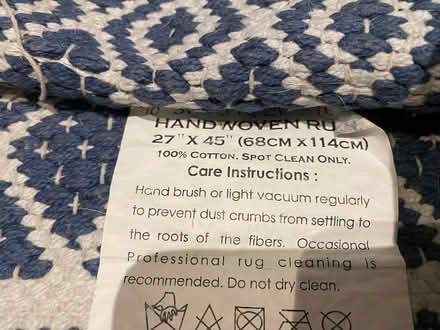 HAND WOVEN RU
27" X 45" (68CM X 114CM)
100% COTTON. SPOT CLEAN ONLY.
Care Instructions :
Hand brush or light vacuum regularly
to prevent dust crumbs from settling to
the roots of the fibers. Occasional
Professional rug cleaning is
recommended. Do not dry clean.